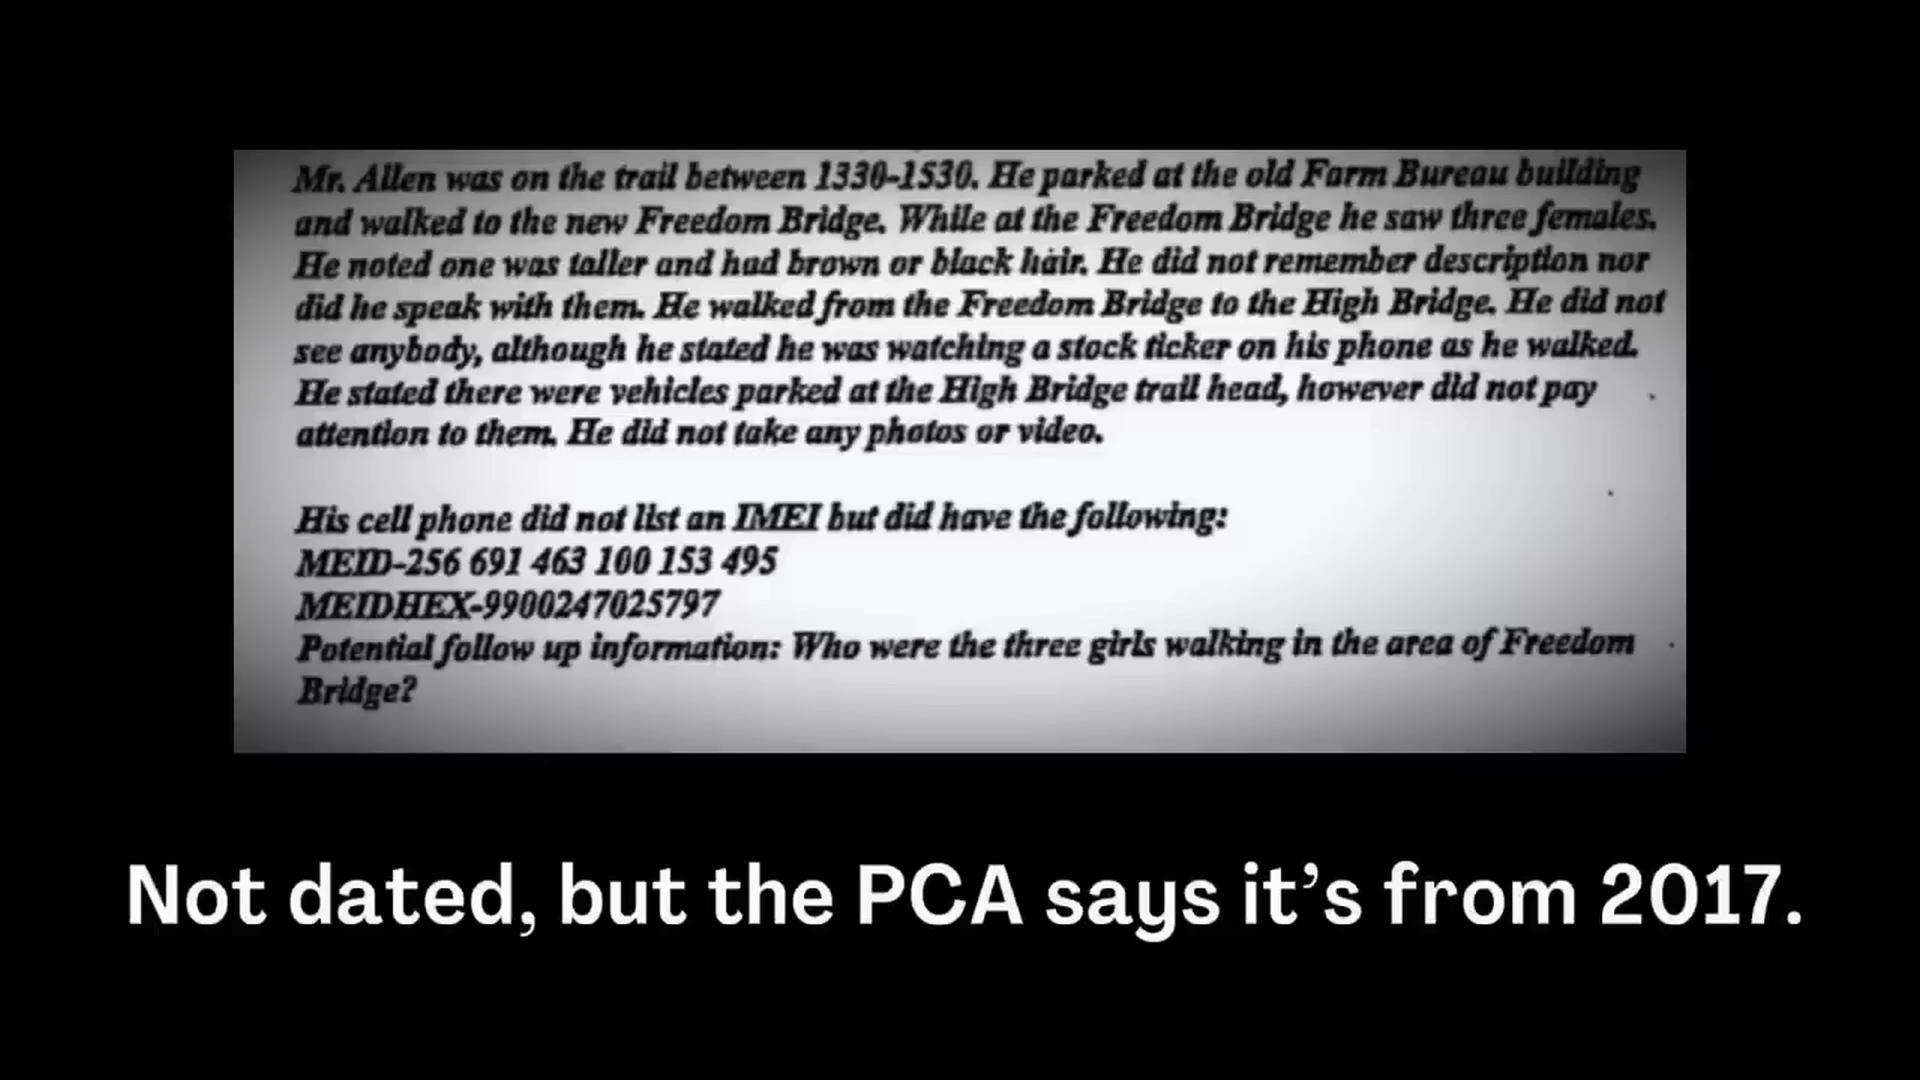 Mr. Allen was on the trail between 1330-1530. He parked at the old Farm Bureau building
and walked to the new Freedom Bridge. While at the Freedom Bridge he saw three females.
He noted one was taller and had brown or black hair. He did not remember description nor
did he speak with them. He walked from the Freedom Bridge to the High Bridge. He did not
see anybody, although he stated he was watching a stock ticker on his phone as he walked.
He stated there were vehicles parked at the High Bridge trail head, however did not pay
attention to them. He did not take any photos or video.
His cell phone did not list an IMEI but did have the following:
MEID-256 691 463 100 153 495
MEIDHEX-9900247025797
Potential follow up information: Who were the three girls walking in the area of Freedom
Bridge?
Not dated, but the PCA says it’s from 2017.